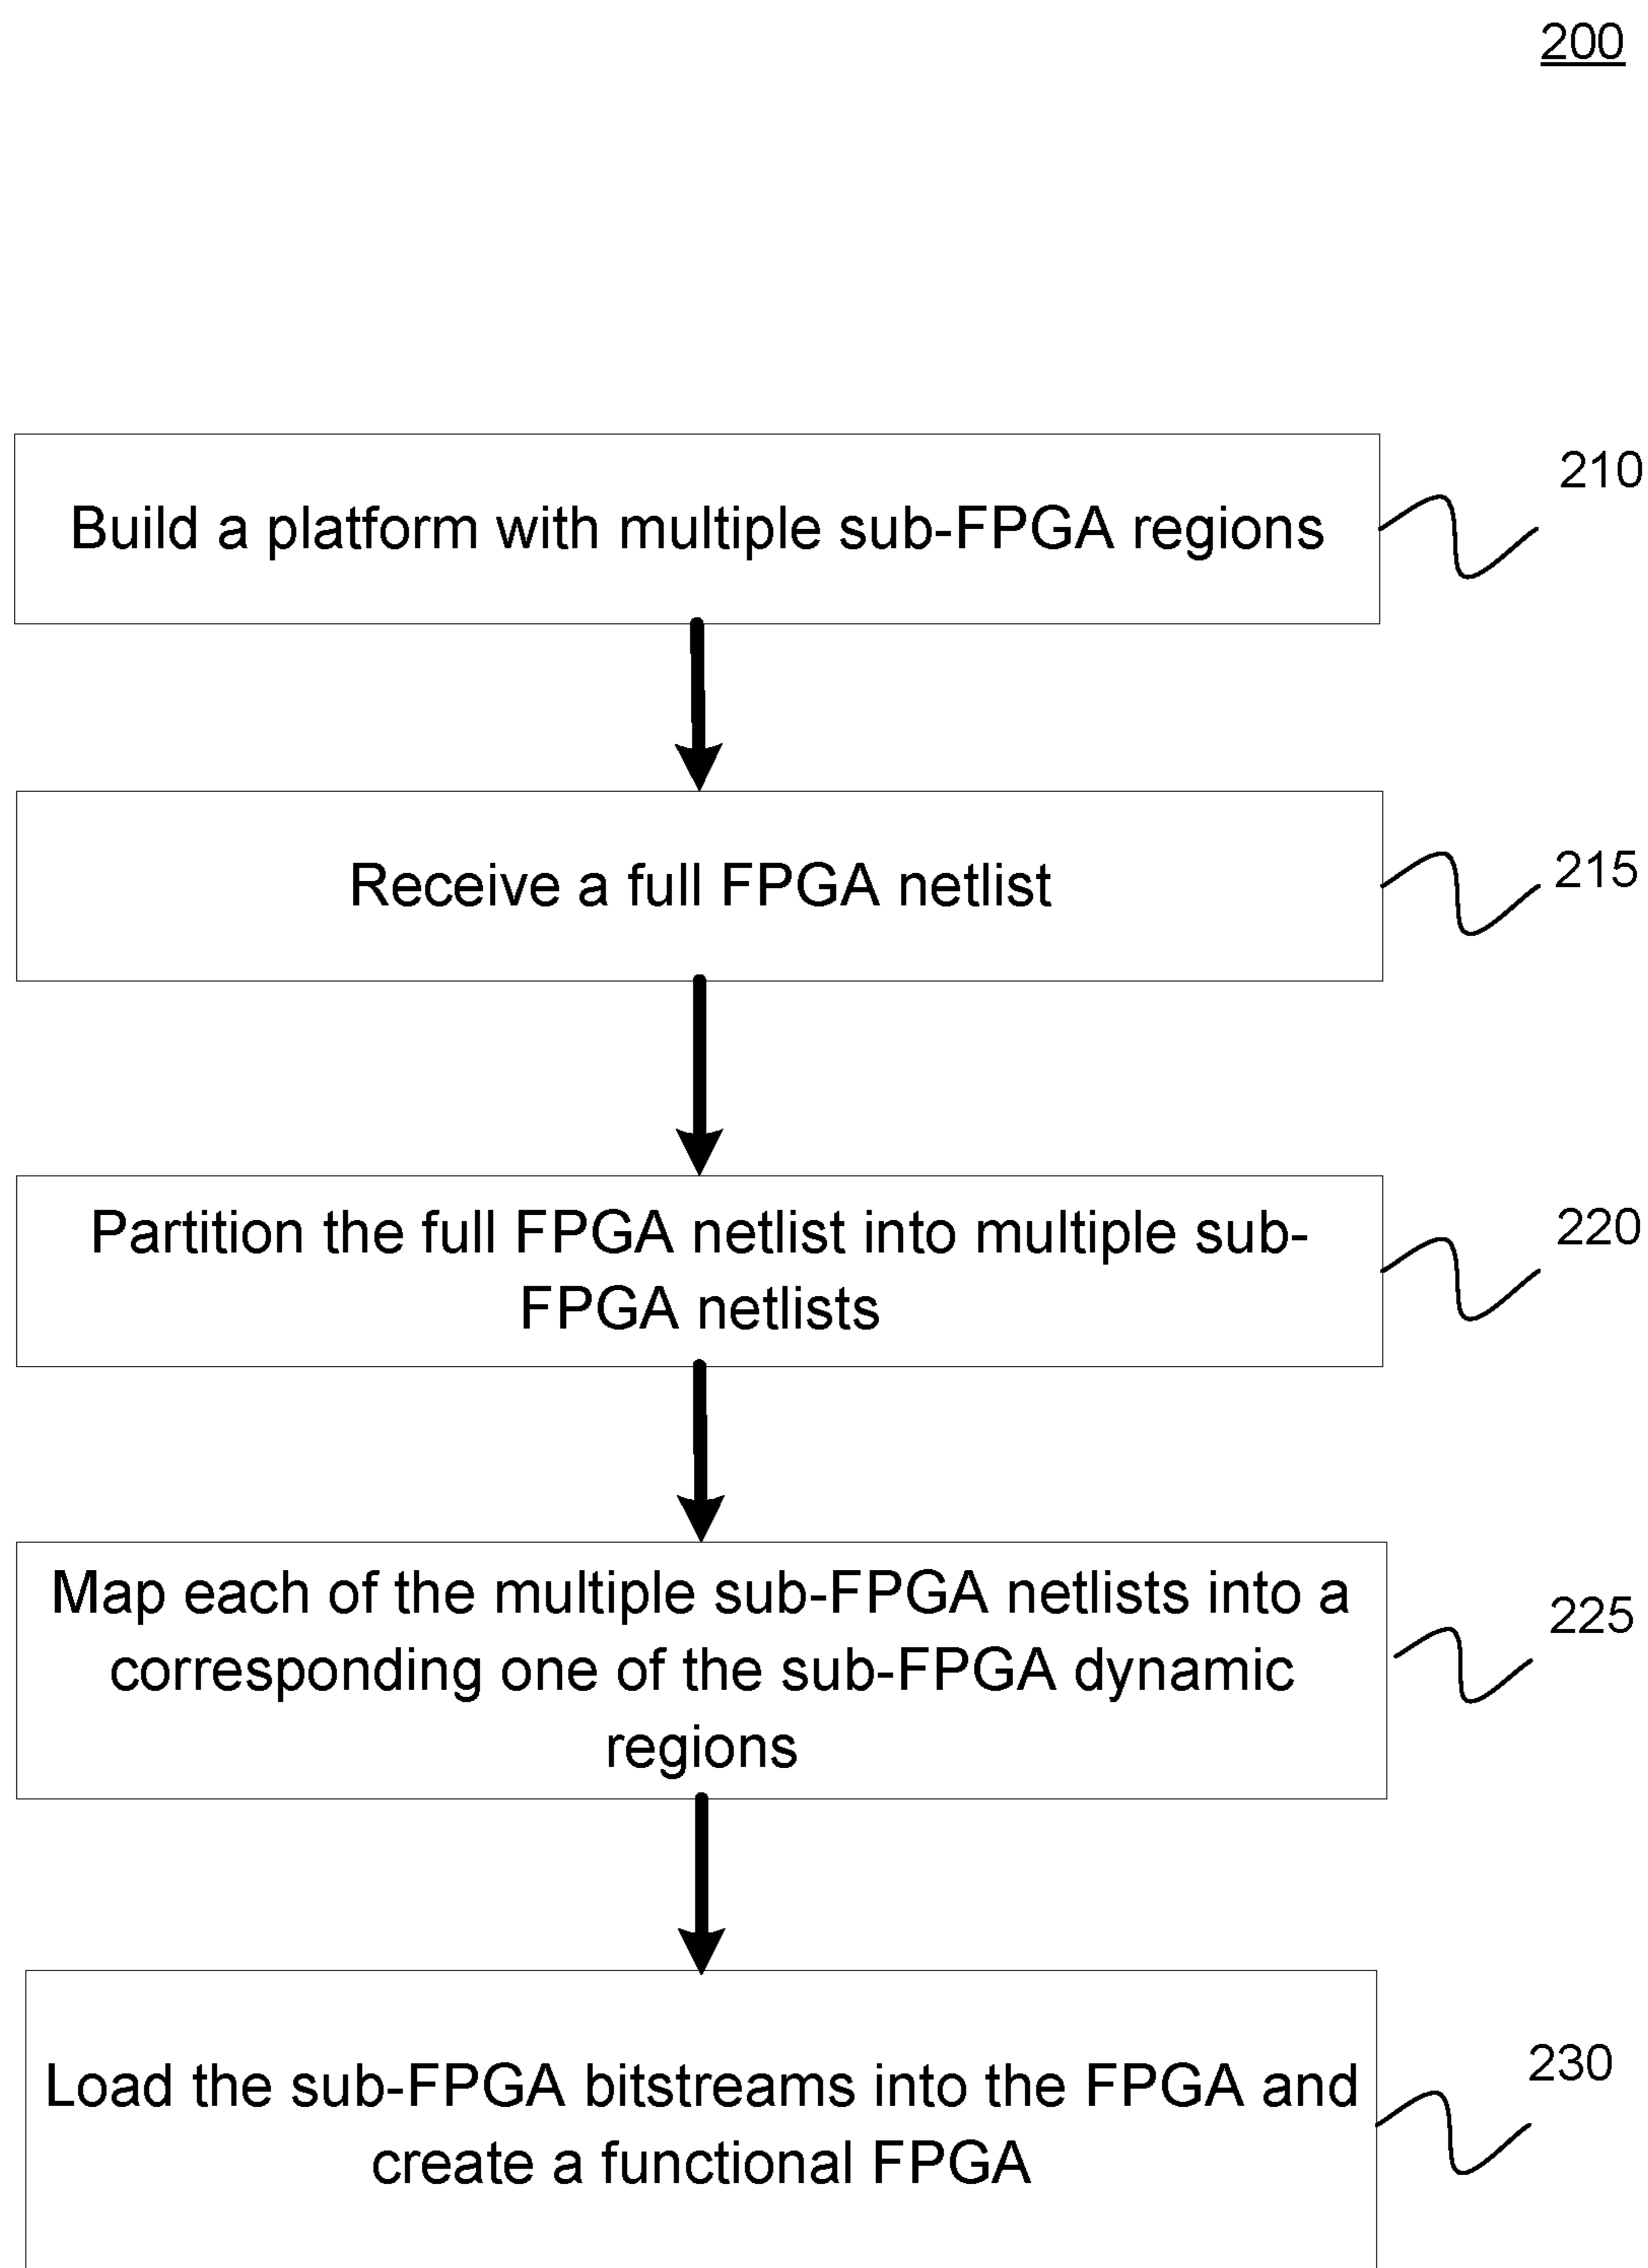 200
Build a platform with multiple sub-FPGA regions
210
Receive a full FPGA netlist
215
Partition the full FPGA netlist into multiple sub-
FPGA netlists
220
Map each of the multiple sub-FPGA netlists into a
corresponding one of the sub-FPGA dynamic
regions
225
Load the sub-FPGA bitstreams into the FPGA and
create a functional FPGA
230